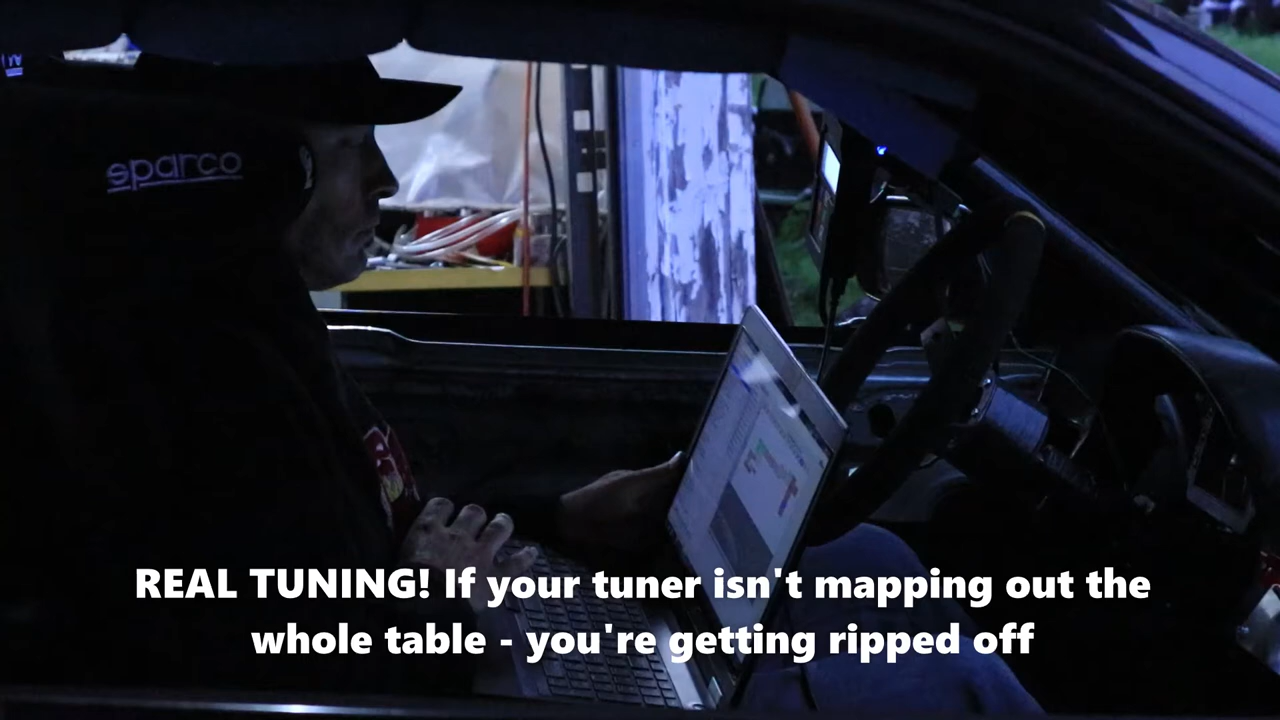 sparco
REAL TUNING! If your tuner isn't mapping out the
whole table - you're getting ripped off